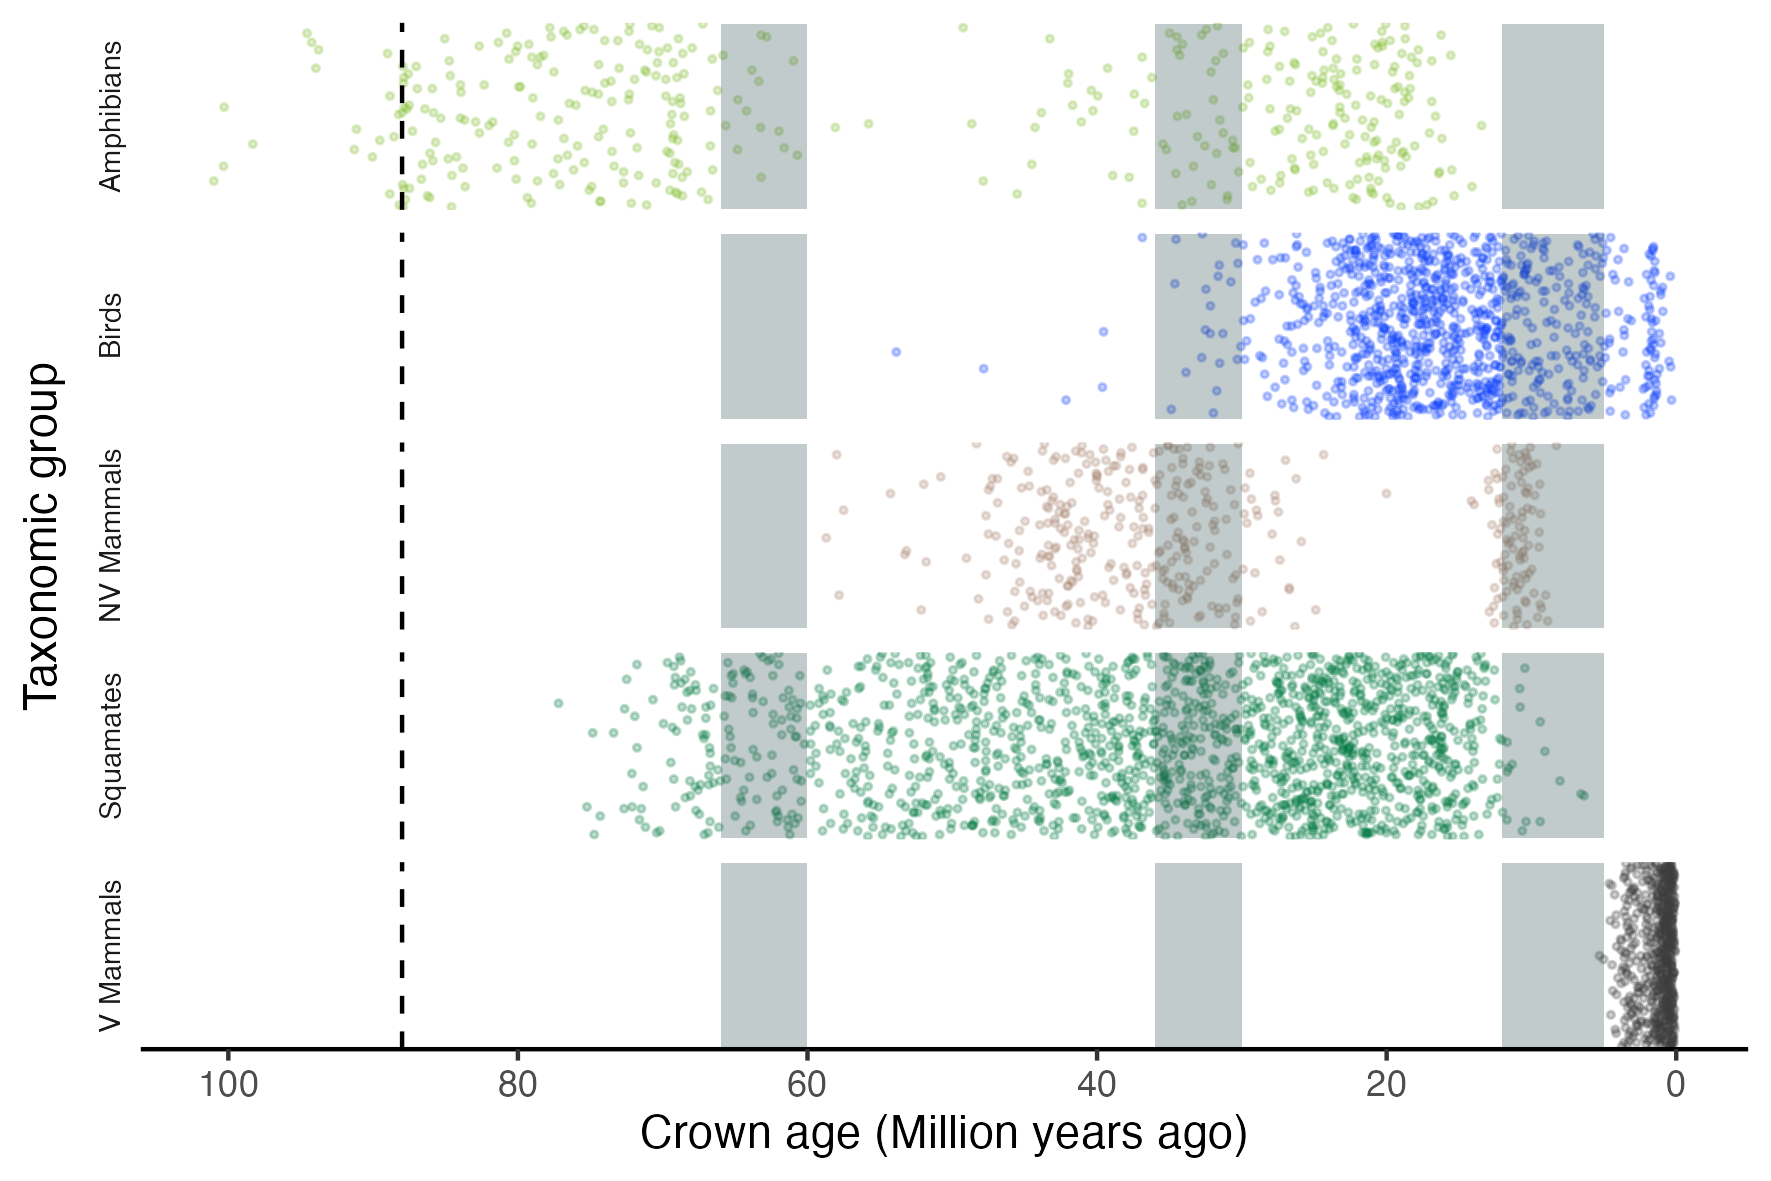 Taxonomic group
Amphibians
Birds
NV Mammals
Squamates
V Mammals
100 80 60 40 20 0
Crown age (Million years ago)